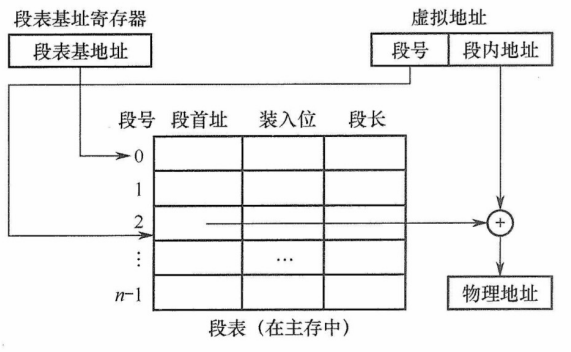 段表基址寄存器
虚拟地址
段表基地址
段号 段内地址
段号 段首址 装入位 段长
0
1
2
+
⋮
…
n-1
物理地址
段表（在主存中）